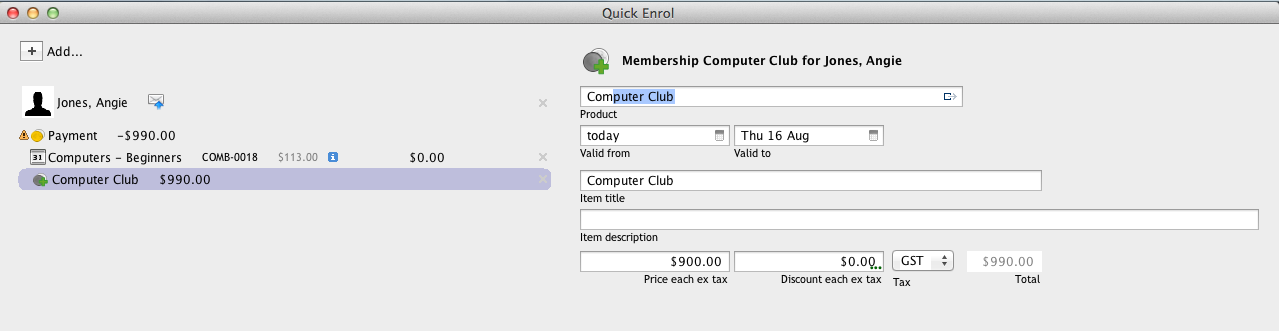 Quick Enrol
+ Add...
Jones, Angie
Payment -$990.00
31 Computers - Beginners COMB-0018 $113.00 i $0.00
Computer Club $990.00
Membership Computer Club for Jones, Angie
Computer Club
Product
today Thu 16 Aug
Valid from Valid to
Computer Club
Item title
Item description
$900.00 $0.00 GST $990.00
Price each ex tax Discount each ex tax Tax Total